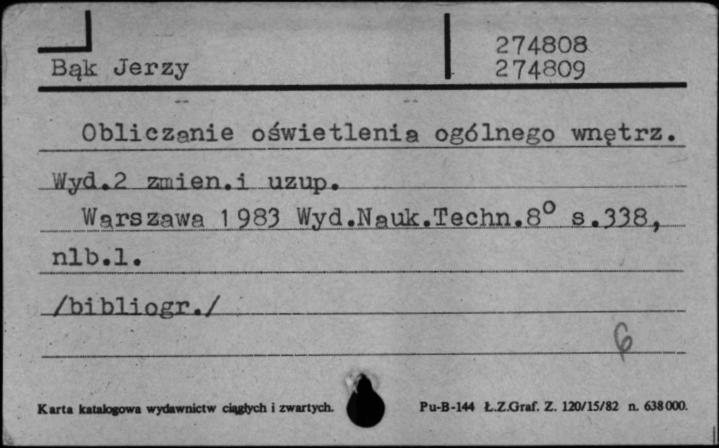 274808
Bąk Jerzy 274809
Obliczanie oświetlenia ogólnego wnętrz.
Wyd.2 zmien.i uzup.
Warszawa 1983 Wyd.Nauk.Techn.8° s.338,
nlb.1.
/bibliogr./
6
Karta katalogowa wydawnictw ciągłych i zwartych. Pu-B-144 Ł.Z.Graf. Z. 120/15/82 n. 638000.